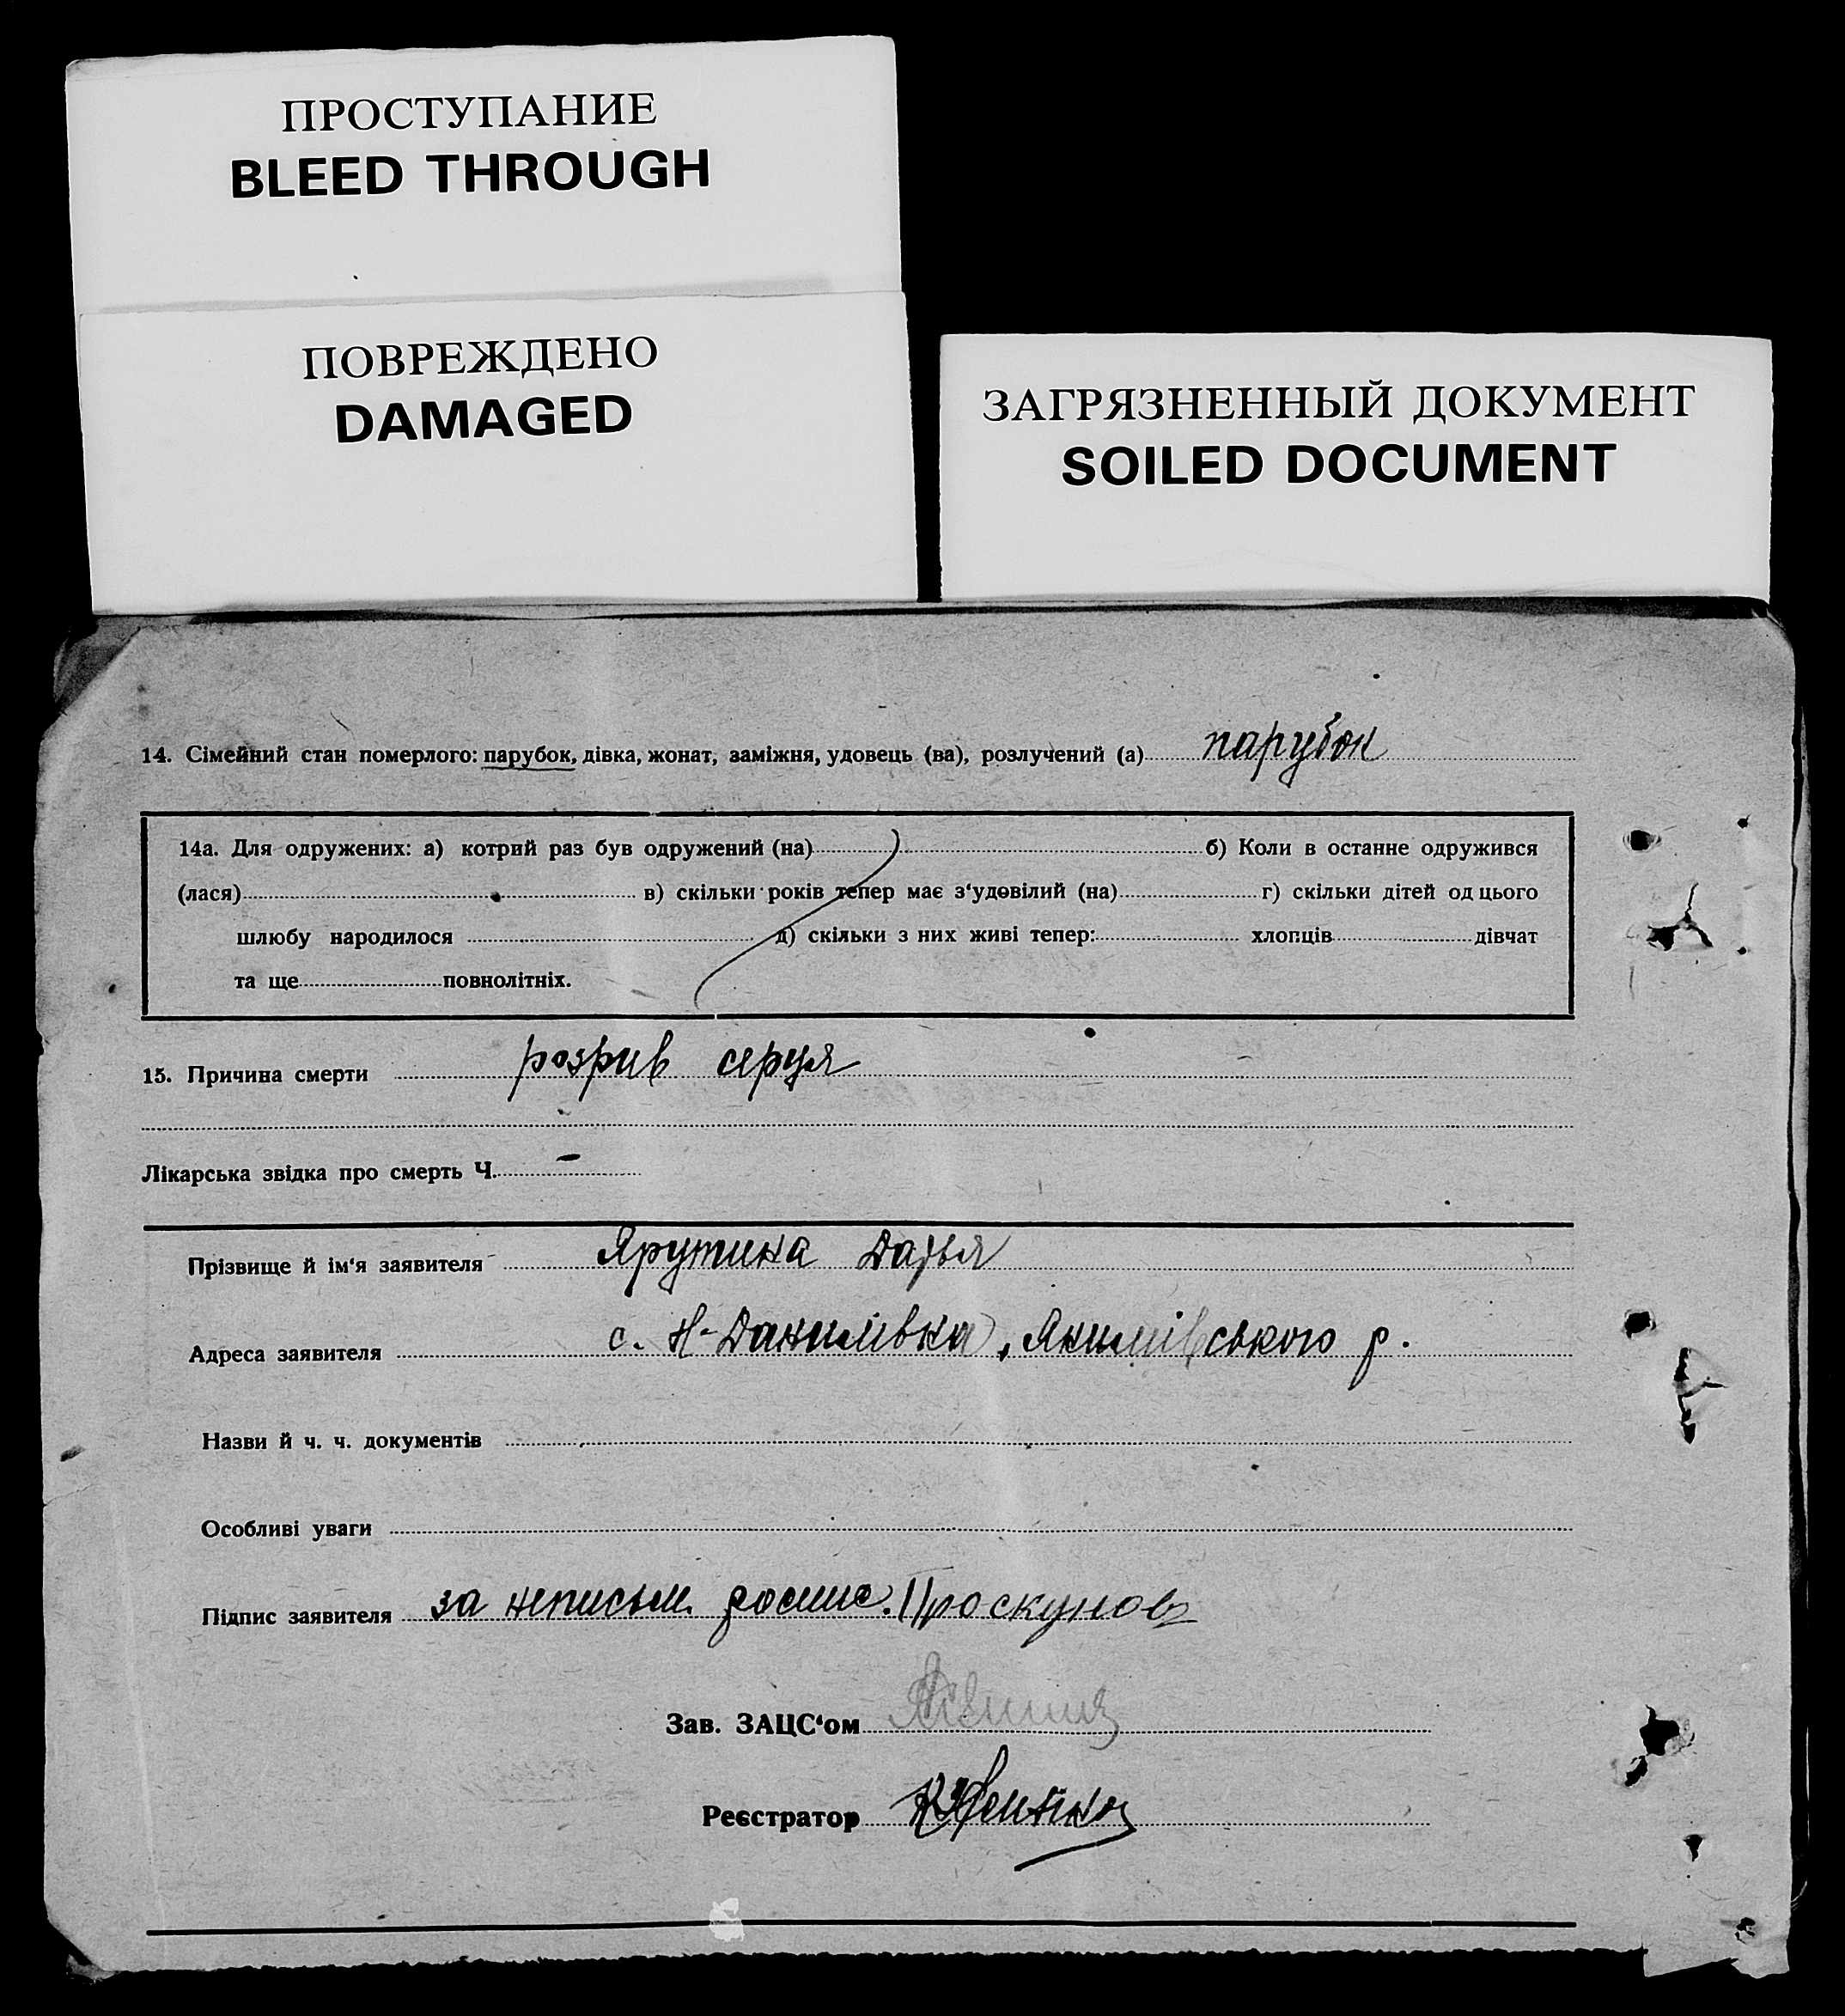 ПРОСТУПАНИЕ
BLEED THROUGH
ПОВРЕЖДЕНО
DAMAGED
ЗАГРЯЗНЕННЫЙ ДОКУМЕНТ
SOILED DOCUMENT
14. Сімейний стан померлого: парубок, дівка, жонат, заміжня, удовець (ва), розлучений (а) парубок
14а. Для одружених: а) котрий раз був одружений (на) б) Коли в останне одружився
(лася) в) скільки років тепер має з'удовілий (на) г) скільки дітей од цього
шлюбу народилося д) скільки з них живі тепер: хлопців дівчат
та ще повнолітніх.
15. Причина смерти розрив серця
Лікарська звідка про смерть Ч. -
Прізвище й ім'я заявителя Ярутина Дарья
Адреса заявителя с. Н-Данилівка, Якимівського р.
Назви й ч. ч. документів
Особливі уваги
Підпис заявителя за неписьм. роспис. Проскунов
Зав. ЗАЦС'ом
Реєстратор